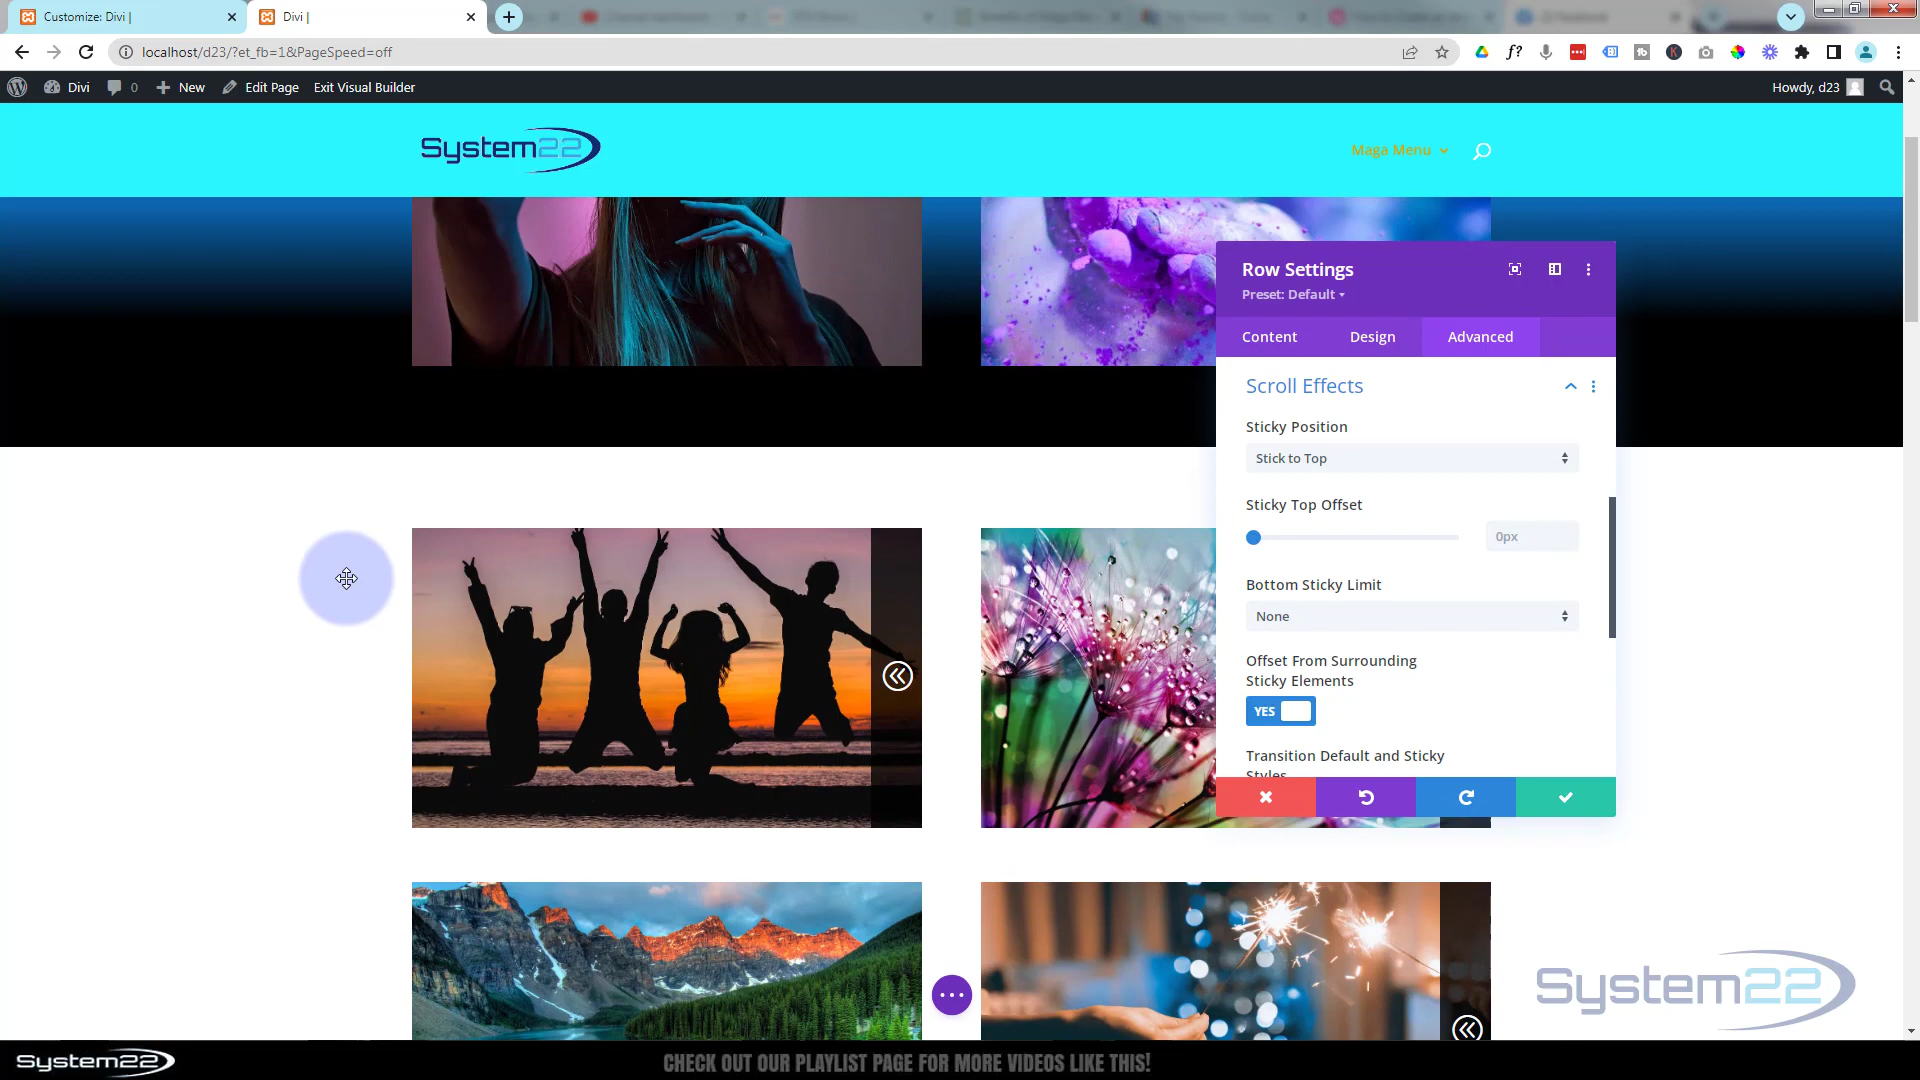 Customize: Divi |
Divi |
localhost/d23/?et_fb=1&PageSpeed=off
Divi
0
New
Edit Page
Exit Visual Builder
Howdy, d23
System22
Maga Menu
Row Settings
Preset: Default
Content
Design
Advanced
Scroll Effects
Sticky Position
Stick to Top
Sticky Top Offset
0px
Bottom Sticky Limit
None
Offset From Surrounding
Sticky Elements
YES
Transition Default and Sticky
Styles
System22
System22
CHECK OUT OUR PLAYLIST PAGE FOR MORE VIDEOS LIKE THIS!